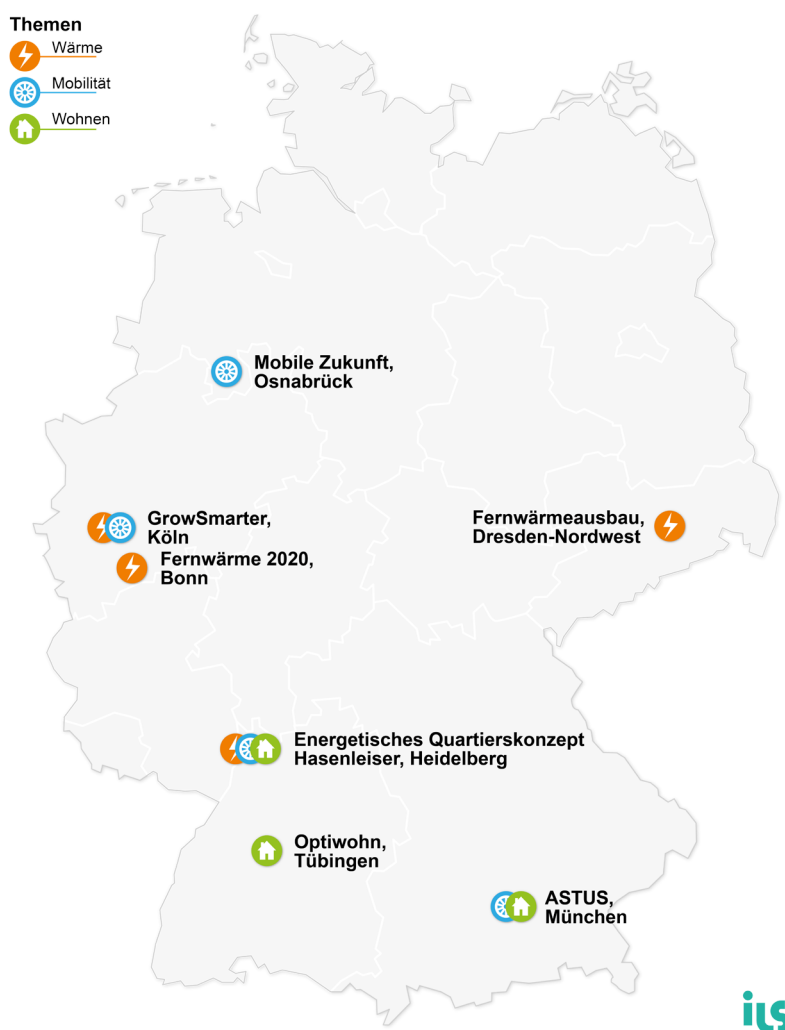 Themen
Wärme
Mobilität
Wohnen
Mobile Zukunft,
Osnabrück
GrowSmarter,
Köln
Fernwärme 2020,
Bonn
Fernwärmeausbau,
Dresden-Nordwest
Energetisches Quartierskonzept
Hasenleiser, Heidelberg
Optiwohn,
Tübingen
ASTUS,
München
ils